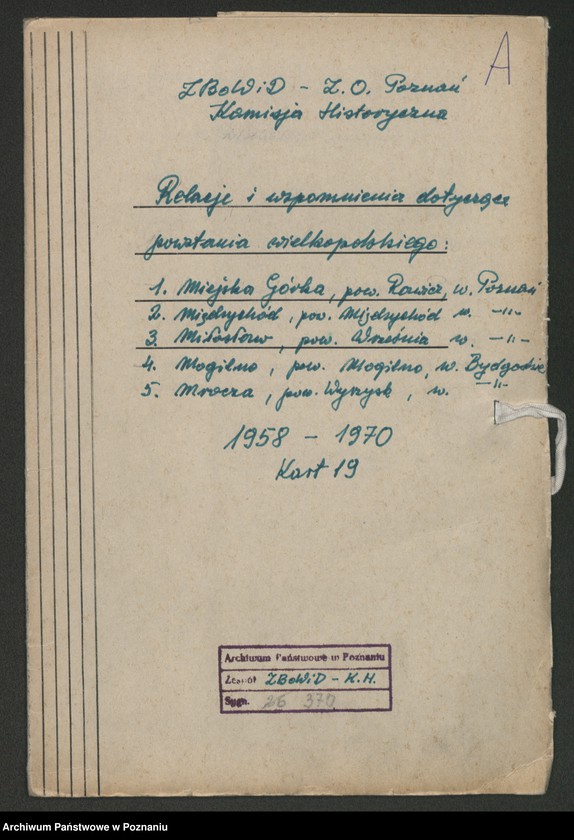 A
ZBoWiD - Z.O. Poznań
Komisja Historyczna
Relacje i wspomnienia dotyczące
powstania wielkopolskiego:
1. Miejska Górka, pow. Rawicz, w. Poznań
2. Międzychód, pow. Międzychód w. -"-
3. Miłosław, pow. Września w. -"-
4. Mogilno, pow. Mogilno, w. Bydgoskie
5. Mrocza, pow. Wyrzysk, w. -"-
1958 - 1970
Kart 19
Archiwum Państwowe w Poznaniu
Zespół ZBoWiD - K.H.
Sygn. 26 370
Archiwum Państwowe w Poznaniu